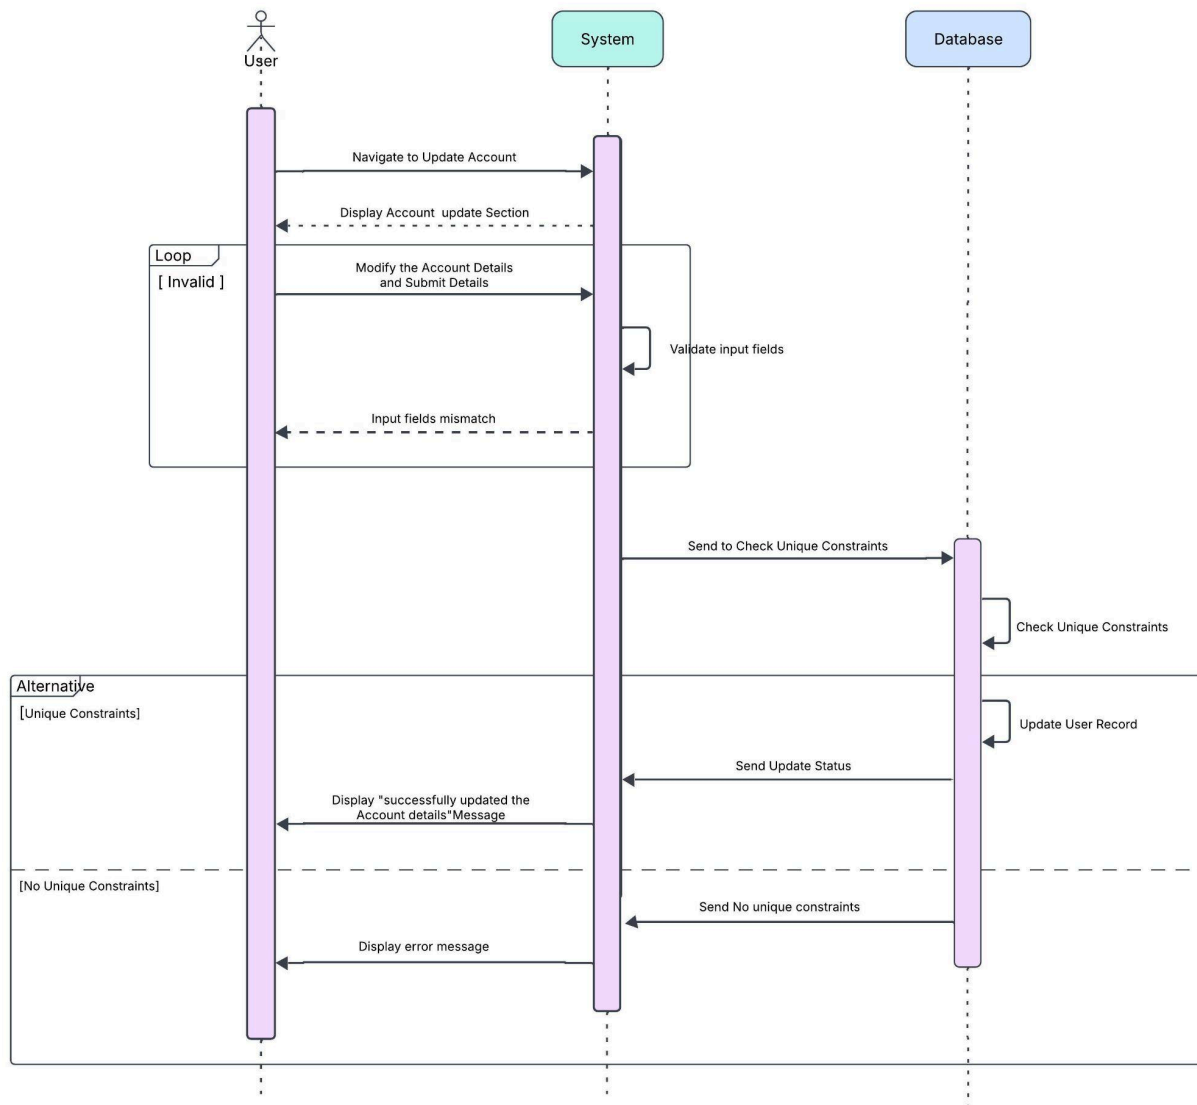 User
System
Database
Navigate to Update Account
Display Account update Section
Loop
[ Invalid ]
Modify the Account Details
and Submit Details
Validate input fields
Input fields mismatch
Send to Check Unique Constraints
Check Unique Constraints
Alternative
[Unique Constraints]
Update User Record
Send Update Status
Display "successfully updated the
Account details"Message
[No Unique Constraints]
Send No unique constraints
Display error message